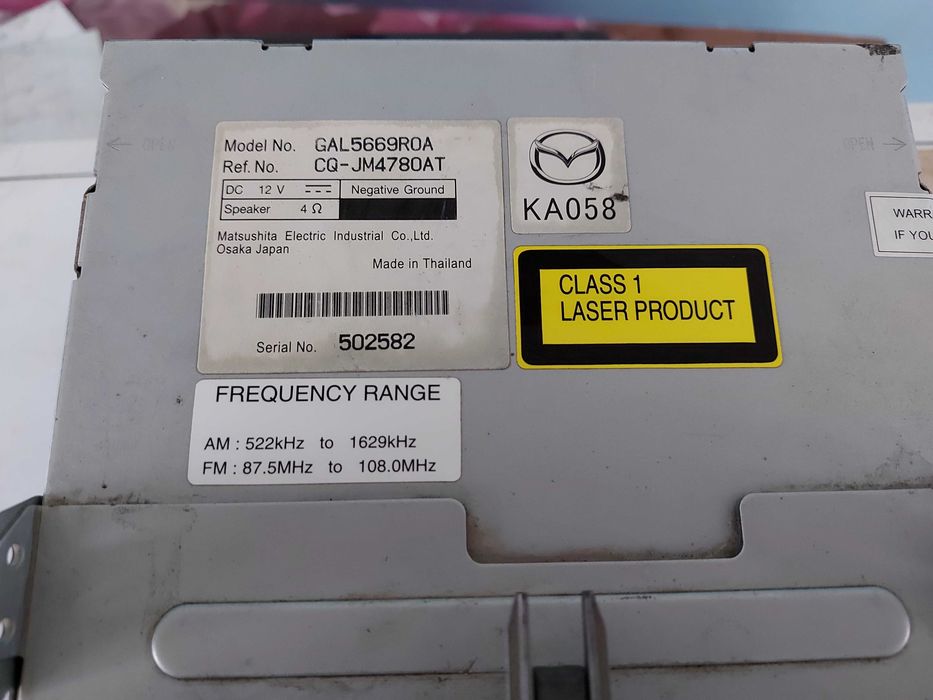 ← OPEN
OPEN →
Model No. GAL5669R0A
Ref. No. CQ-JM4780AT
DC 12 V Negative Ground
Speaker 4 Ω
Matsushita Electric Industrial Co.,Ltd.
Osaka Japan
Made in Thailand
Serial No. 502582
KA058
CLASS 1
LASER PRODUCT
WARR
IF YOU
FREQUENCY RANGE
AM : 522kHz to 1629kHz
FM : 87.5MHz to 108.0MHz